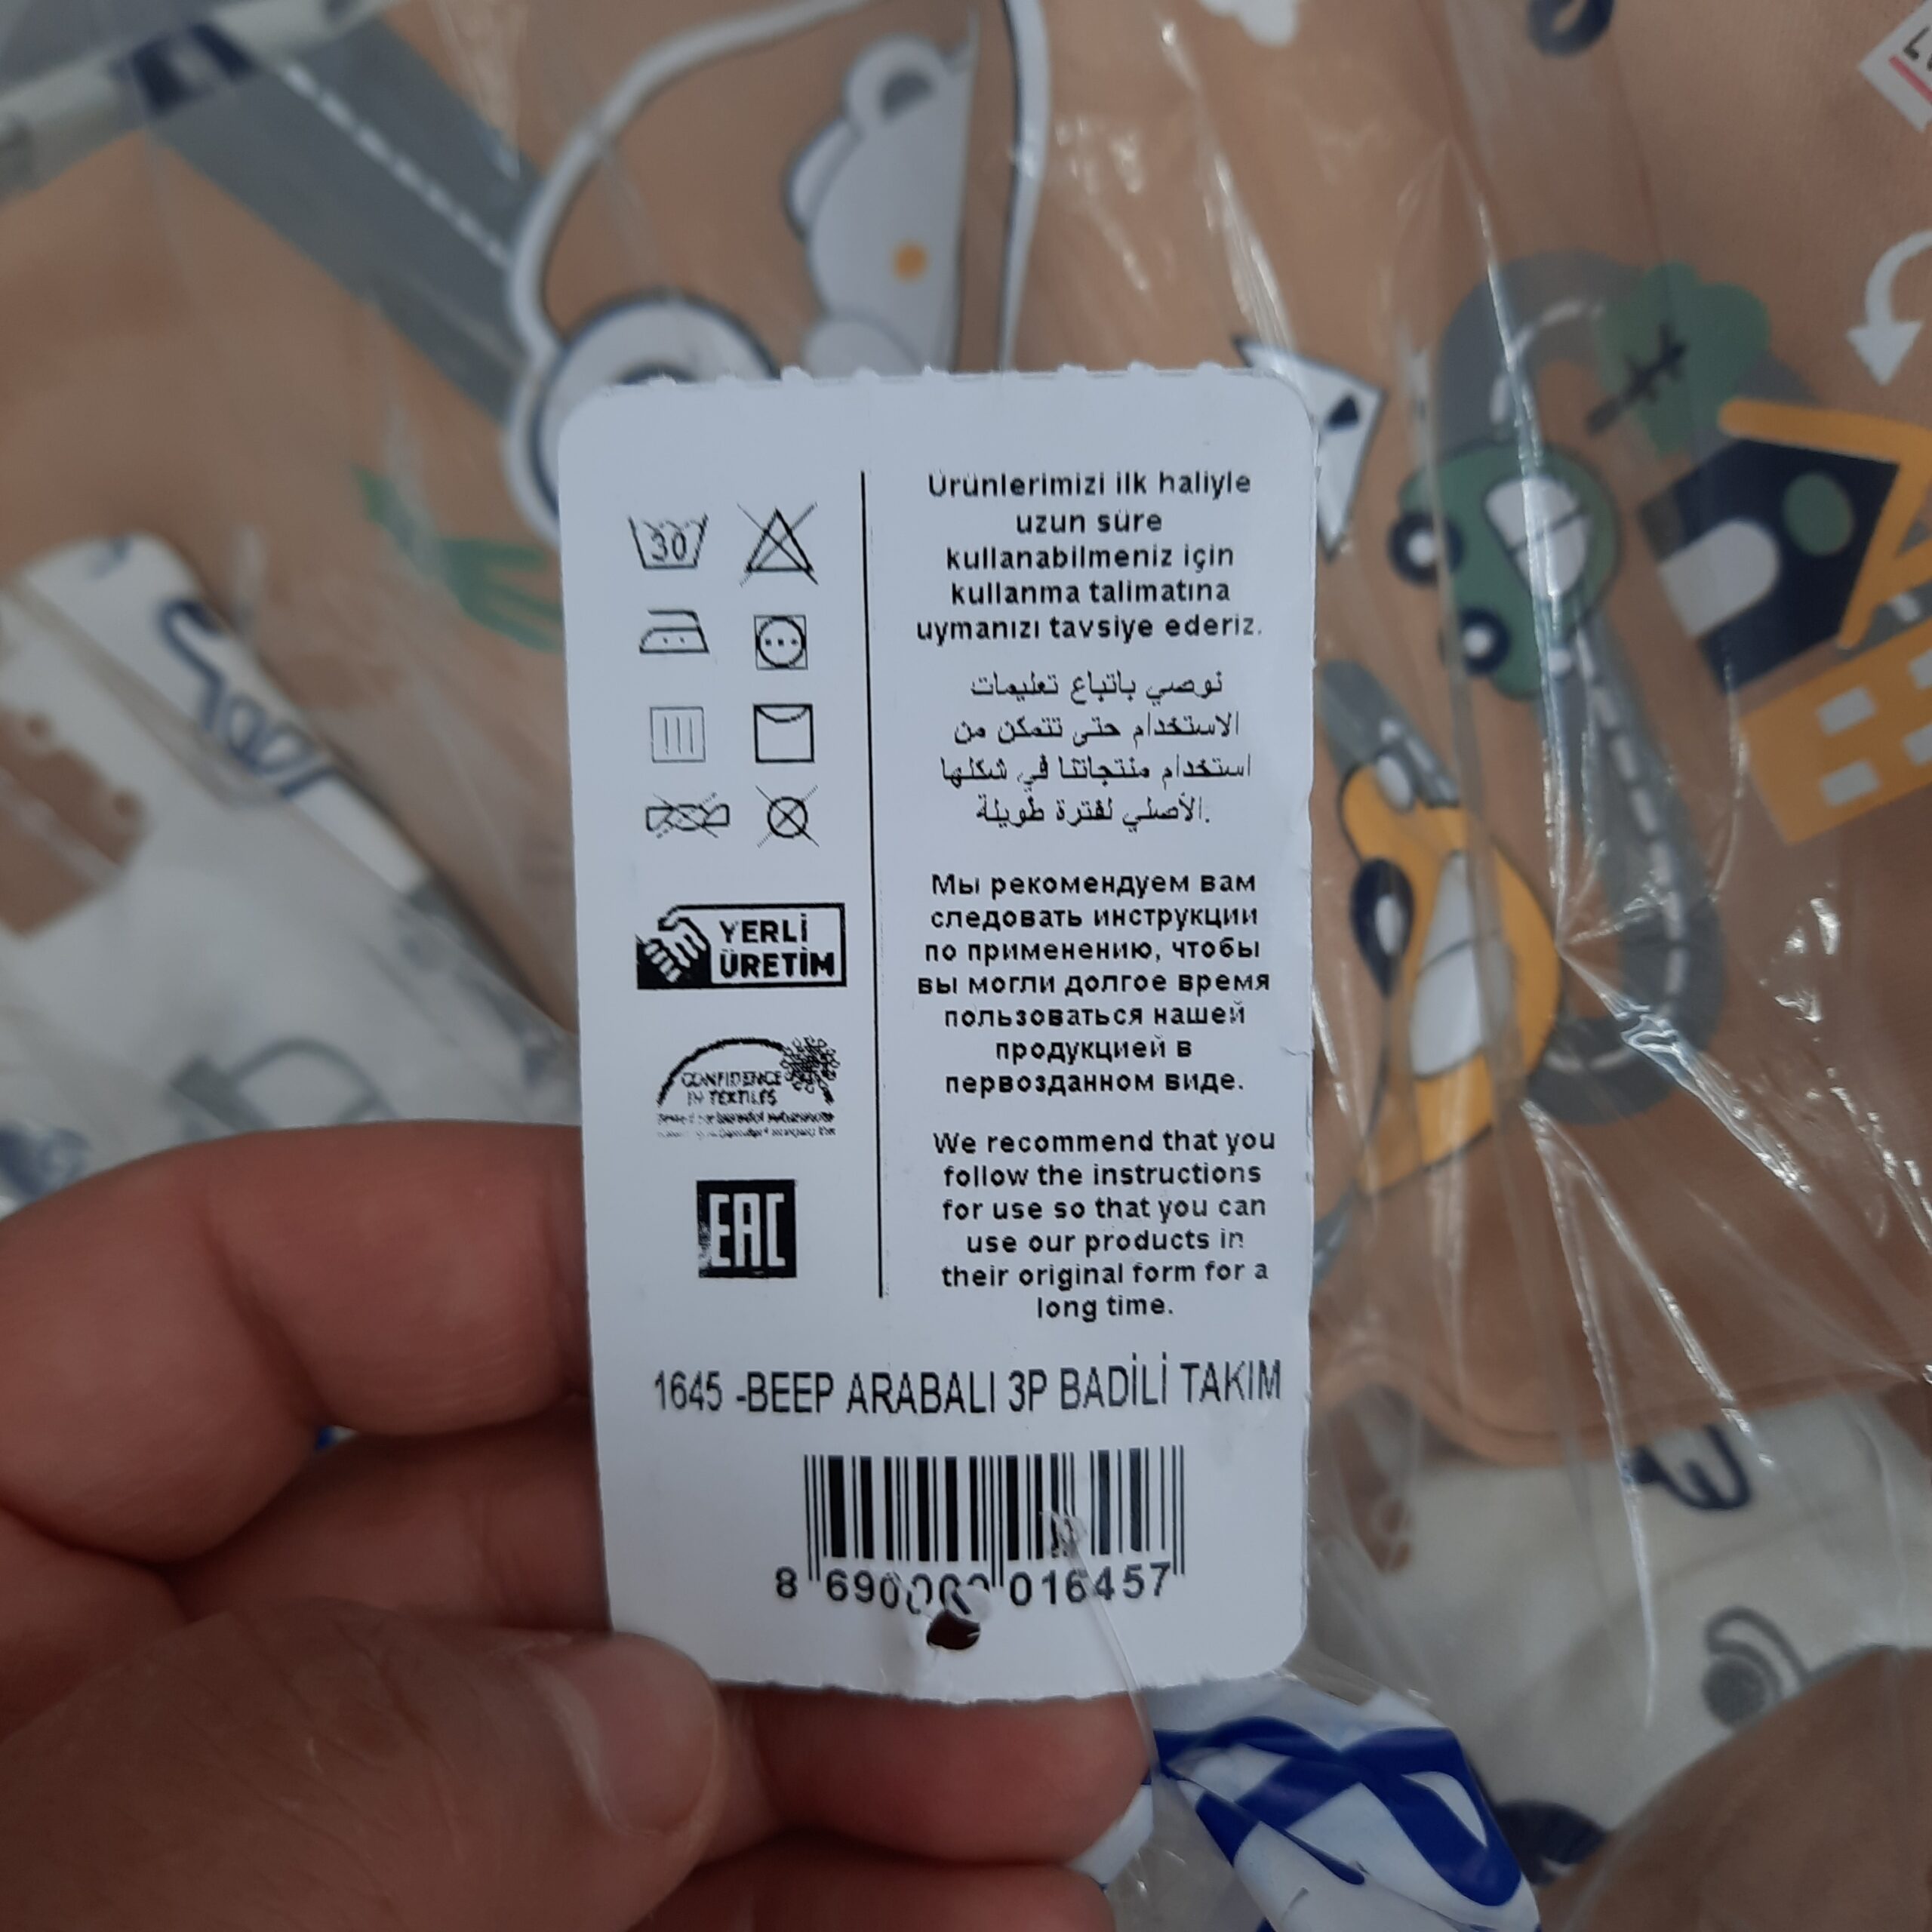 30
YERLİ
ÜRETİM
CONFIDENCE
IN TEXTILES
EAC
Ürünlerimizi ilk haliyle
uzun süre
kullanabilmeniz için
kullanma talimatına
uymanızı tavsiye ederiz.
نوصي باتباع تعليمات
الاستخدام حتى تتمكن من
استخدام منتجاتنا في شكلها
الأصلي لفترة طويلة.
Мы рекомендуем вам
следовать инструкции
по применению, чтобы
вы могли долгое время
пользоваться нашей
продукцией в
первозданном виде.
We recommend that you
follow the instructions
for use so that you can
use our products in
their original form for a
long time.
1645 -BEEP ARABALI 3P BADİLİ TAKIM
8 690000 016457